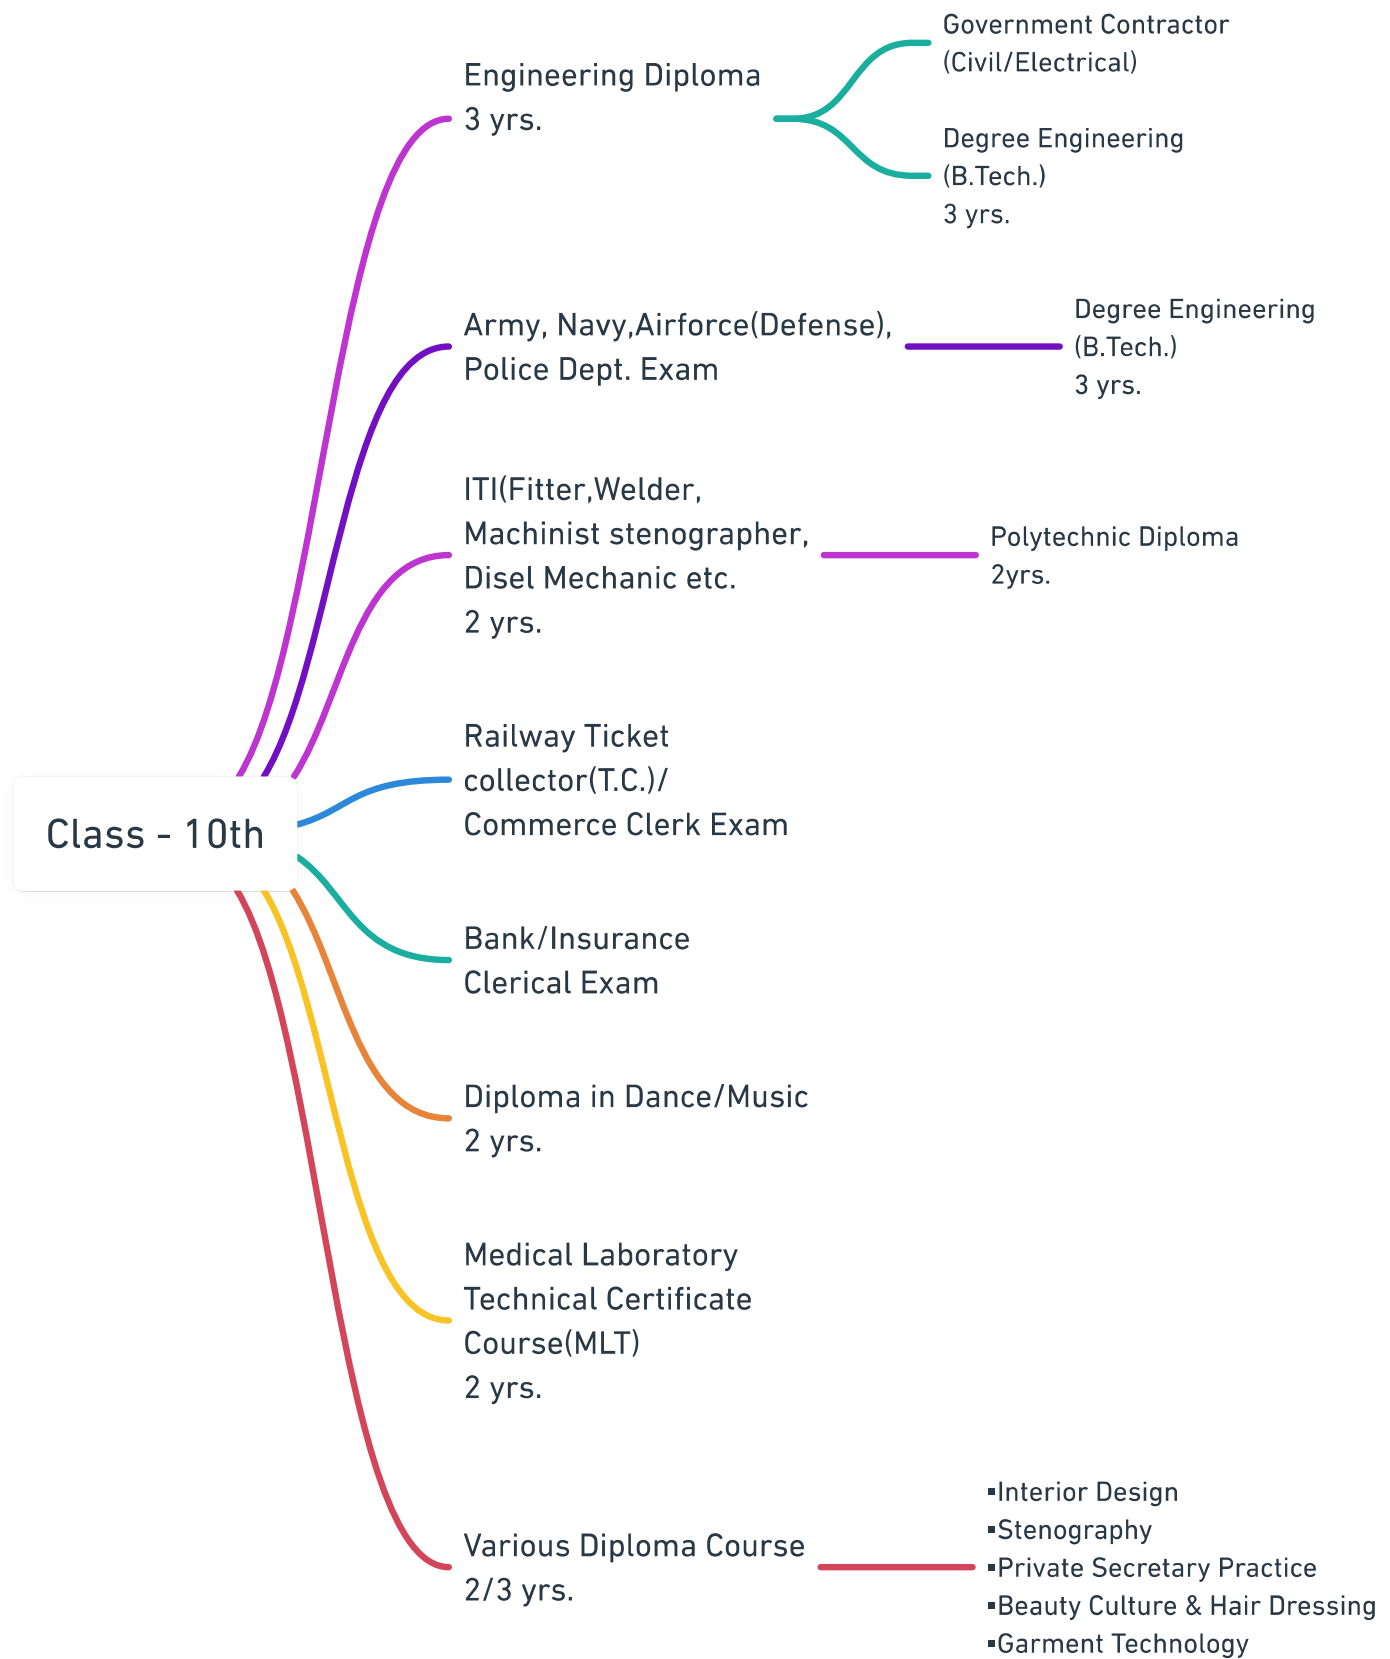 Class - 10th
Engineering Diploma
3 yrs.
Government Contractor
(Civil/Electrical)
Degree Engineering
(B.Tech.)
3 yrs.
Army, Navy,Airforce(Defense),
Police Dept. Exam
Degree Engineering
(B.Tech.)
3 yrs.
ITI(Fitter,Welder,
Machinist stenographer,
Disel Mechanic etc.
2 yrs.
Polytechnic Diploma
2yrs.
Railway Ticket
collector(T.C.)/
Commerce Clerk Exam
Bank/Insurance
Clerical Exam
Diploma in Dance/Music
2 yrs.
Medical Laboratory
Technical Certificate
Course(MLT)
2 yrs.
Various Diploma Course
2/3 yrs.
▪Interior Design
▪Stenography
▪Private Secretary Practice
▪Beauty Culture & Hair Dressing
▪Garment Technology